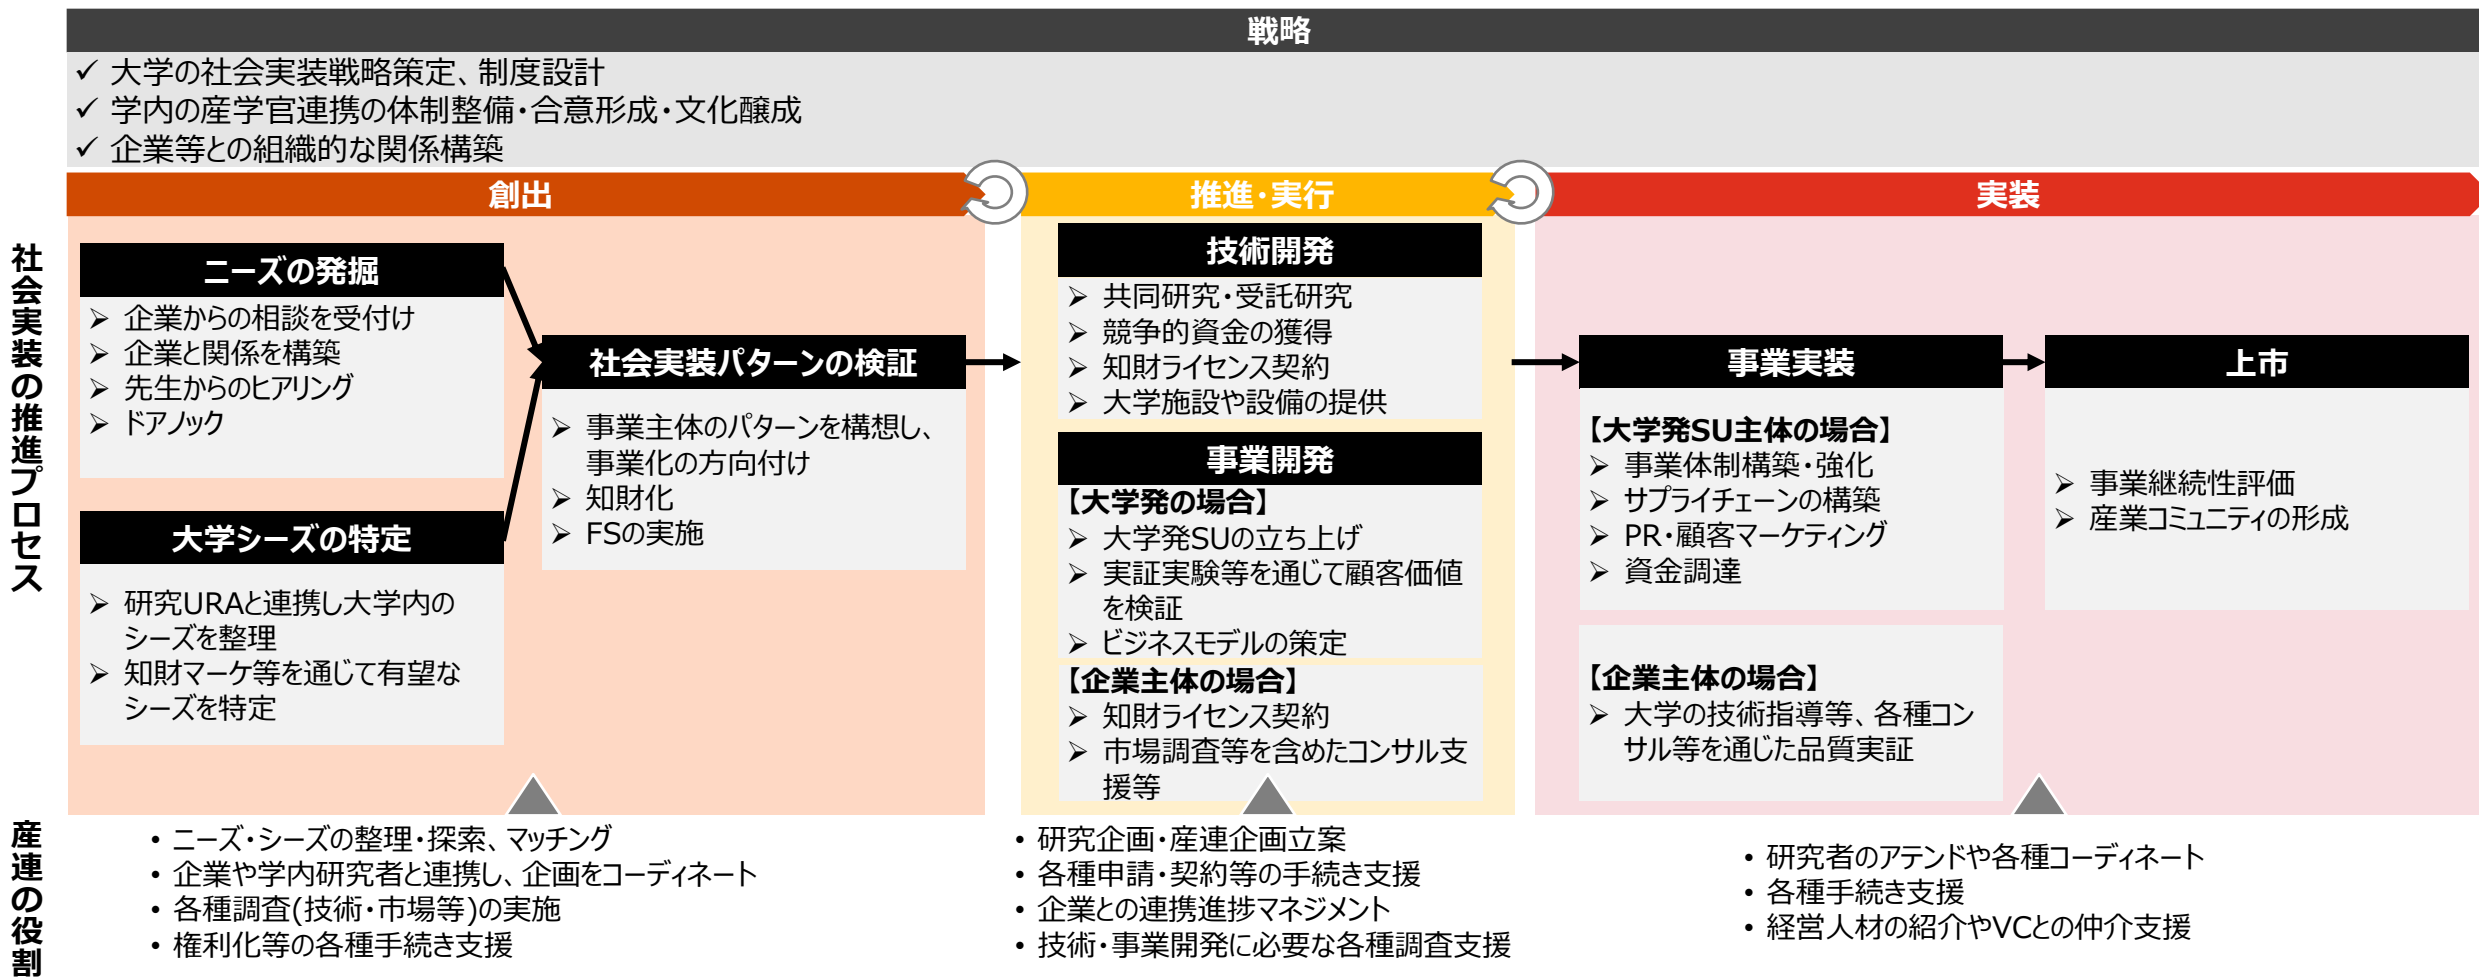 戦略
✓ 大学の社会実装戦略策定、制度設計
✓ 学内の産学官連携の体制整備・合意形成・文化醸成
✓ 企業等との組織的な関係構築
社会実装の推進プロセス
創出
ニーズの発掘
➢ 企業からの相談を受付け
➢ 企業と関係を構築
➢ 先生からのヒアリング
➢ ドアノック
大学シーズの特定
➢ 研究URAと連携し大学内の
シーズを整理
➢ 知財マーケ等を通じて有望な
シーズを特定
社会実装パターンの検証
➢ 事業主体のパターンを構想し、
事業化の方向付け
➢ 知財化
➢ FSの実施
推進・実行
技術開発
➢ 共同研究・受託研究
➢ 競争的資金の獲得
➢ 知財ライセンス契約
➢ 大学施設や設備の提供
事業開発
【大学発の場合】
➢ 大学発SUの立ち上げ
➢ 実証実験等を通じて顧客価値
を検証
➢ ビジネスモデルの策定
【企業主体の場合】
➢ 知財ライセンス契約
➢ 市場調査等を含めたコンサル支
援等
実装
事業実装
【大学発SU主体の場合】
➢ 事業体制構築・強化
➢ サプライチェーンの構築
➢ PR・顧客マーケティング
➢ 資金調達
【企業主体の場合】
➢ 大学の技術指導等、各種コン
サル等を通じた品質実証
上市
➢ 事業継続性評価
➢ 産業コミュニティの形成
産連の役割
• ニーズ・シーズの整理・探索、マッチング
• 企業や学内研究者と連携し、企画をコーディネート
• 各種調査(技術・市場等)の実施
• 権利化等の各種手続き支援
• 研究企画・産連企画立案
• 各種申請・契約等の手続き支援
• 企業との連携進捗マネジメント
• 技術・事業開発に必要な各種調査支援
• 研究者のアテンドや各種コーディネート
• 各種手続き支援
• 経営人材の紹介やVCとの仲介支援